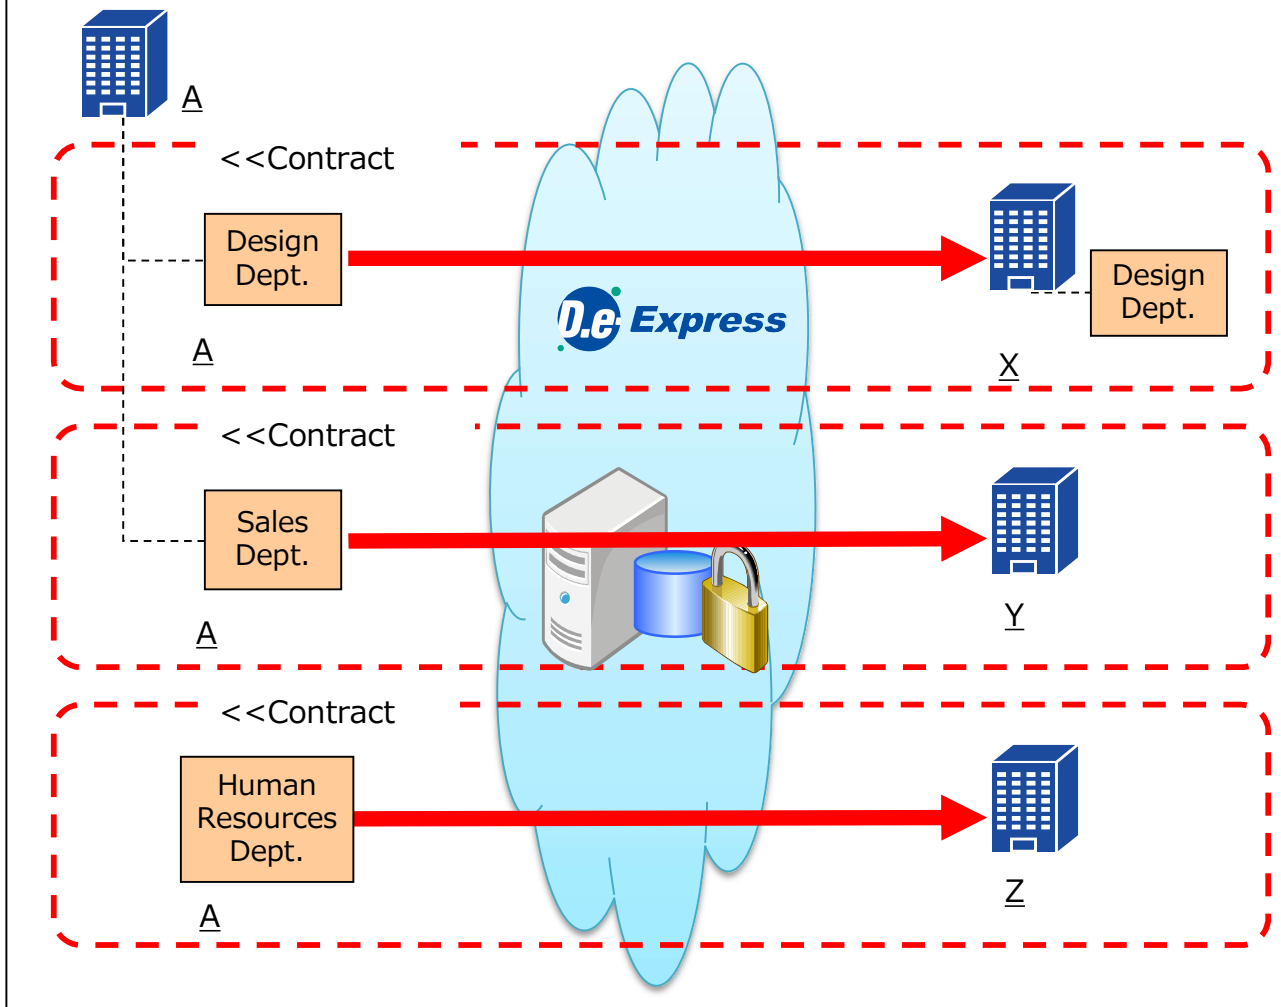 A
<<Contract
Design
Dept.
A
D.e-Express
X
Design
Dept.
<<Contract
Sales
Dept.
A
Y
<<Contract
Human
Resources
Dept.
A
Z